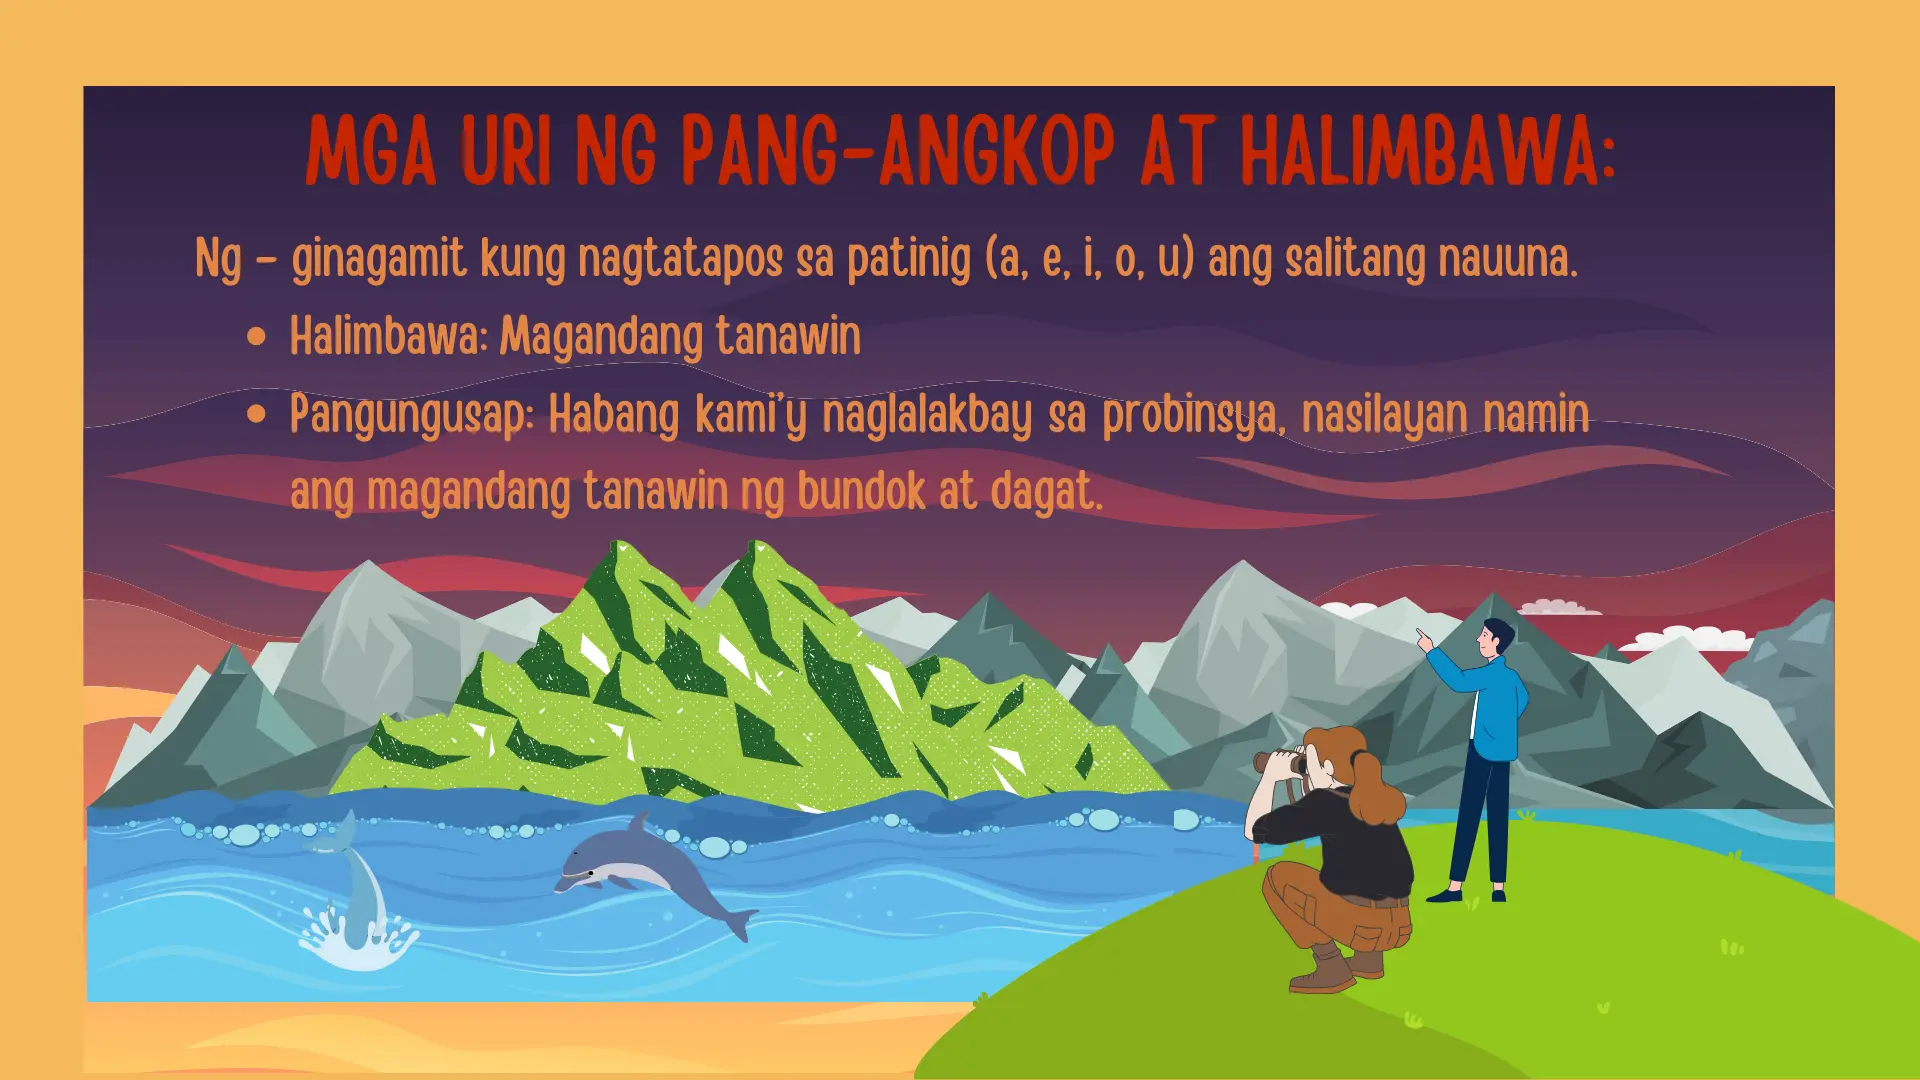 MGA URI NG PANG-ANGKOP AT HALIMBAWA:
Ng – ginagamit kung nagtatapos sa patinig (a, e, i, o, u) ang salitang nauuna.
• Halimbawa: Magandang tanawin
• Pangungusap: Habang kami'y naglalakbay sa probinsya, nasilayan namin
ang magandang tanawin ng bundok at dagat.